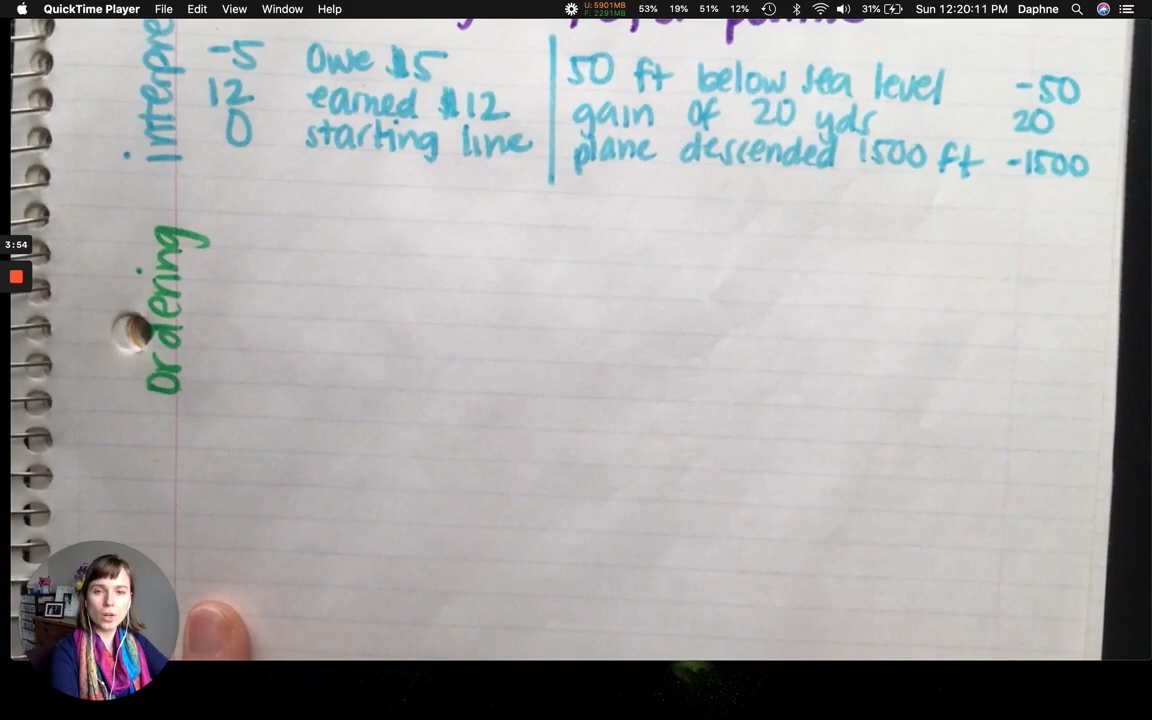 QuickTime Player File Edit View Window Help U: 5901MB F: 2291MB 53% 19% 51% 12% 31% Sun 12:20:11 PM Daphne
interpre
-5 Owe $5
12 earned $12
0 starting line
50 ft below sea level -50
gain of 20 yds 20
plane descended 1500 ft -1500
3:54
Ordering